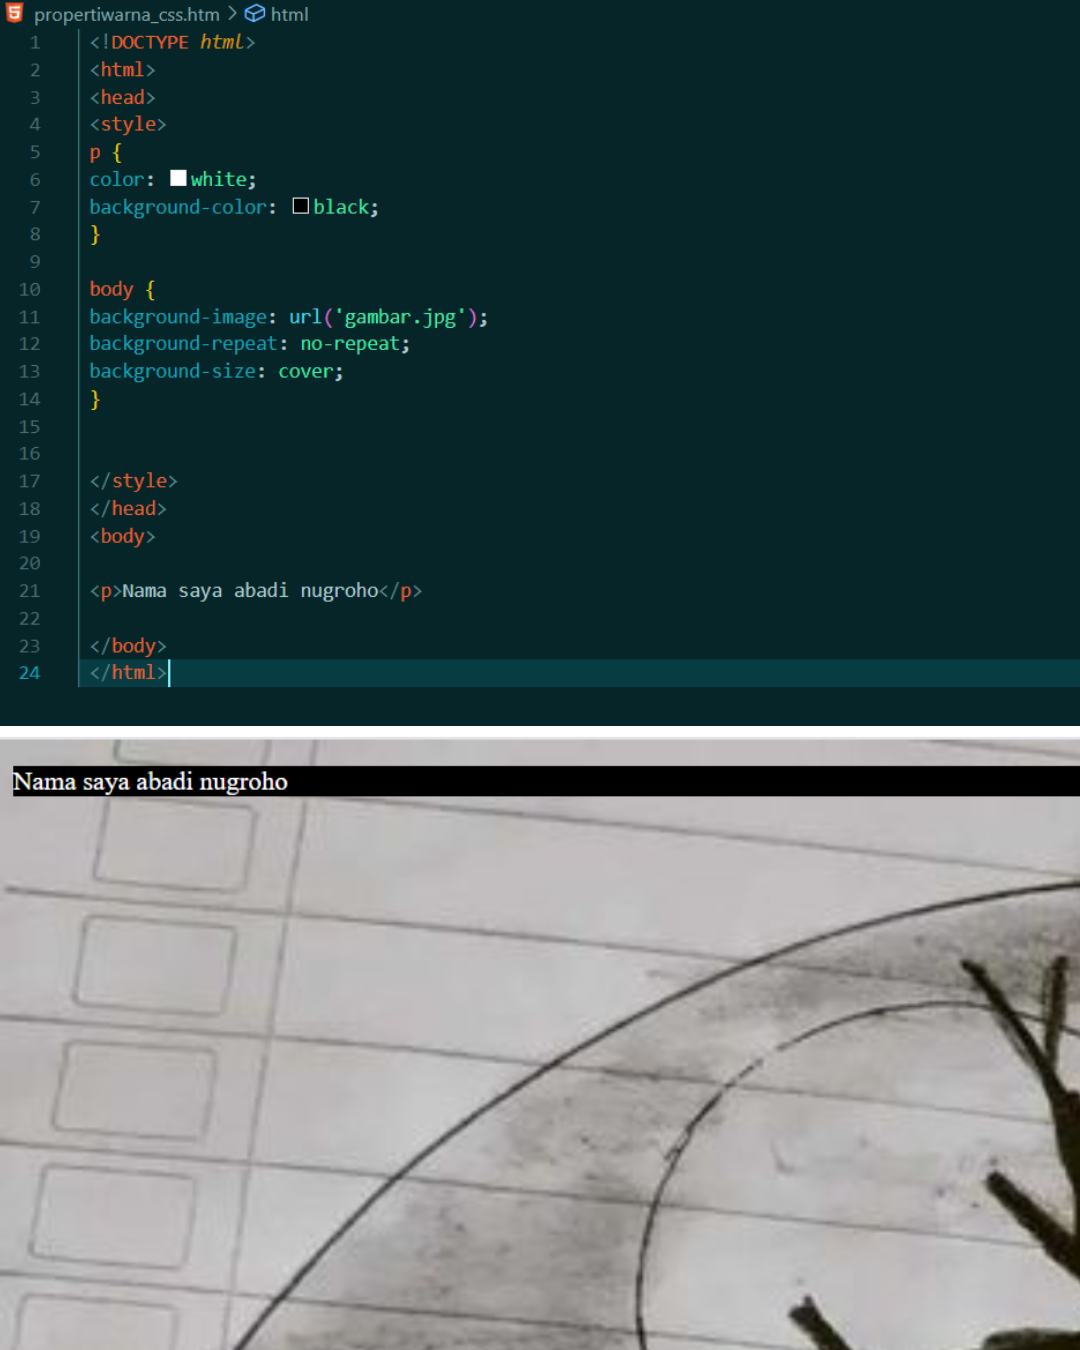 propertiwarna_css.htm > html
1 <!DOCTYPE html>
2 <html>
3 <head>
4 <style>
5 p {
6 color: white;
7 background-color: black;
8 }
9
10 body {
11 background-image: url('gambar.jpg');
12 background-repeat: no-repeat;
13 background-size: cover;
14 }
15
16
17 </style>
18 </head>
19 <body>
20
21 <p>Nama saya abadi nugroho</p>
22
23 </body>
24 </html>
Nama saya abadi nugroho